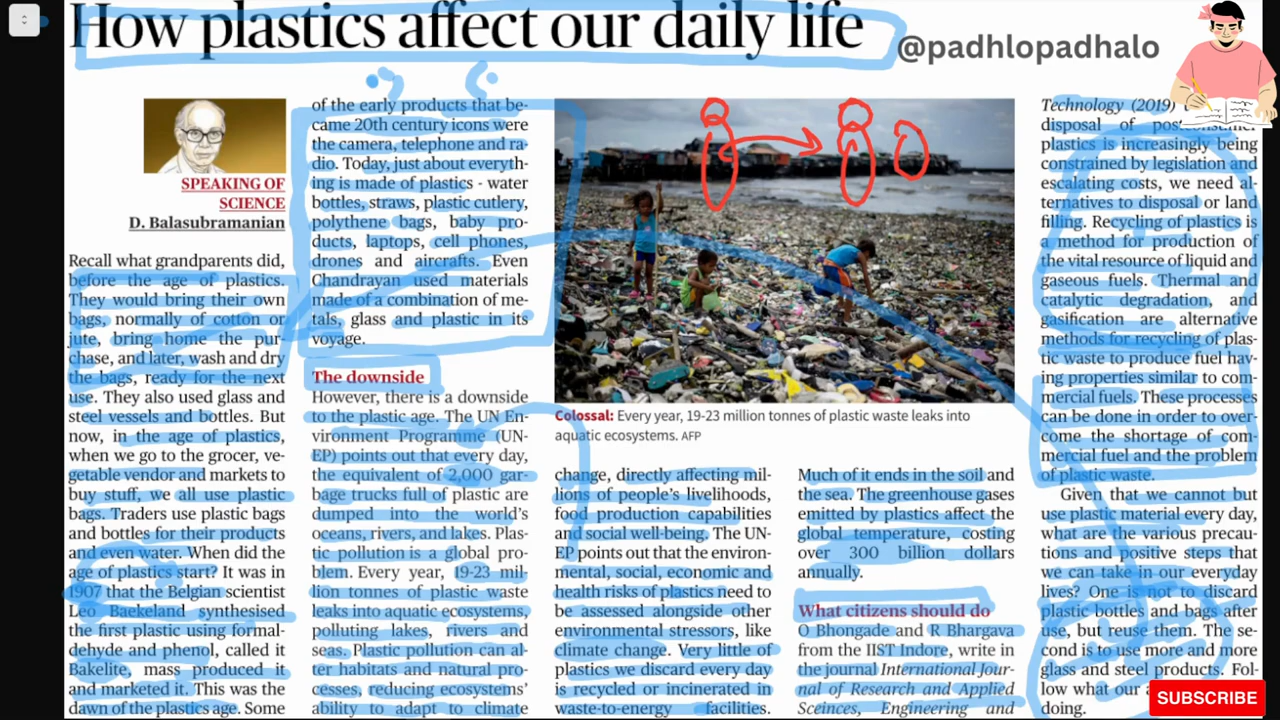 How plastics affect our daily life
@padhlopadhalo
SPEAKING OF
SCIENCE
D. Balasubramanian
Recall what grandparents did,
before the age of plastics.
They would bring their own
bags, normally of cotton or
jute, bring home the pur-
chase, and later, wash and dry
the bags, ready for the next
use. They also used glass and
steel vessels and bottles. But
now, in the age of plastics,
when we go to the grocer, ve-
getable vendor and markets to
buy stuff, we all use plastic
bags. Traders use plastic bags
and bottles for their products
and even water. When did the
age of plastics start? It was in
1907 that the Belgian scientist
Leo Baekeland synthesised
the first plastic using formal-
dehyde and phenol, called it
Bakelite, mass produced it
and marketed it. This was the
dawn of the plastics age. Some
of the early products that be-
came 20th century icons were
the camera, telephone and ra-
dio. Today, just about everyth-
ing is made of plastics - water
bottles, straws, plastic cutlery,
polythene bags, baby pro-
ducts, laptops, cell phones,
drones and aircrafts. Even
Chandrayan used materials
made of a combination of me-
tals, glass and plastic in its
voyage.
The downside
However, there is a downside
to the plastic age. The UN En-
vironment Programme (UN-
EP) points out that every day,
the equivalent of 2,000 gar-
bage trucks full of plastic are
dumped into the world's
oceans, rivers, and lakes. Plas-
tic pollution is a global pro-
blem. Every year, 19-23 mil-
lion tonnes of plastic waste
leaks into aquatic ecosystems,
polluting lakes, rivers and
seas. Plastic pollution can al-
ter habitats and natural pro-
cesses, reducing ecosystems'
ability to adapt to climate
Colossal: Every year, 19-23 million tonnes of plastic waste leaks into
aquatic ecosystems. AFP
change, directly affecting mil-
lions of people's livelihoods,
food production capabilities
and social well-being. The UN-
EP points out that the environ-
mental, social, economic and
health risks of plastics need to
be assessed alongside other
environmental stressors, like
climate change. Very little of
plastics we discard every day
is recycled or incinerated in
waste-to-energy facilities.
Much of it ends in the soil and
the sea. The greenhouse gases
emitted by plastics affect the
global temperature, costing
over 300 billion dollars
annually.
What citizens should do
O Bhongade and R Bhargava
from the IIST Indore, write in
the journal International Jour-
nal of Research and Applied
Sceinces, Engineering and
Technology (2019)
disposal of
plastics is increasingly being
constrained by legislation and
escalating costs, we need al-
ternatives to disposal or land
filling. Recycling of plastics is
a method for production of
the vital resource of liquid and
gaseous fuels. Thermal and
catalytic degradation, and
gasification are alternative
methods for recycling of plas-
tic waste to produce fuel hav-
ing properties similar to com-
mercial fuels. These processes
can be done in order to over-
come the shortage of com-
mercial fuel and the problem
of plastic waste.
Given that we cannot but
use plastic material every day,
what are the various precau-
tions and positive steps that
we can take in our everyday
lives? One is not to discard
plastic bottles and bags after
use, but reuse them. The se-
cond is to use more and more
glass and steel products. Fol-
low what our
doing.
SUBSCRIBE